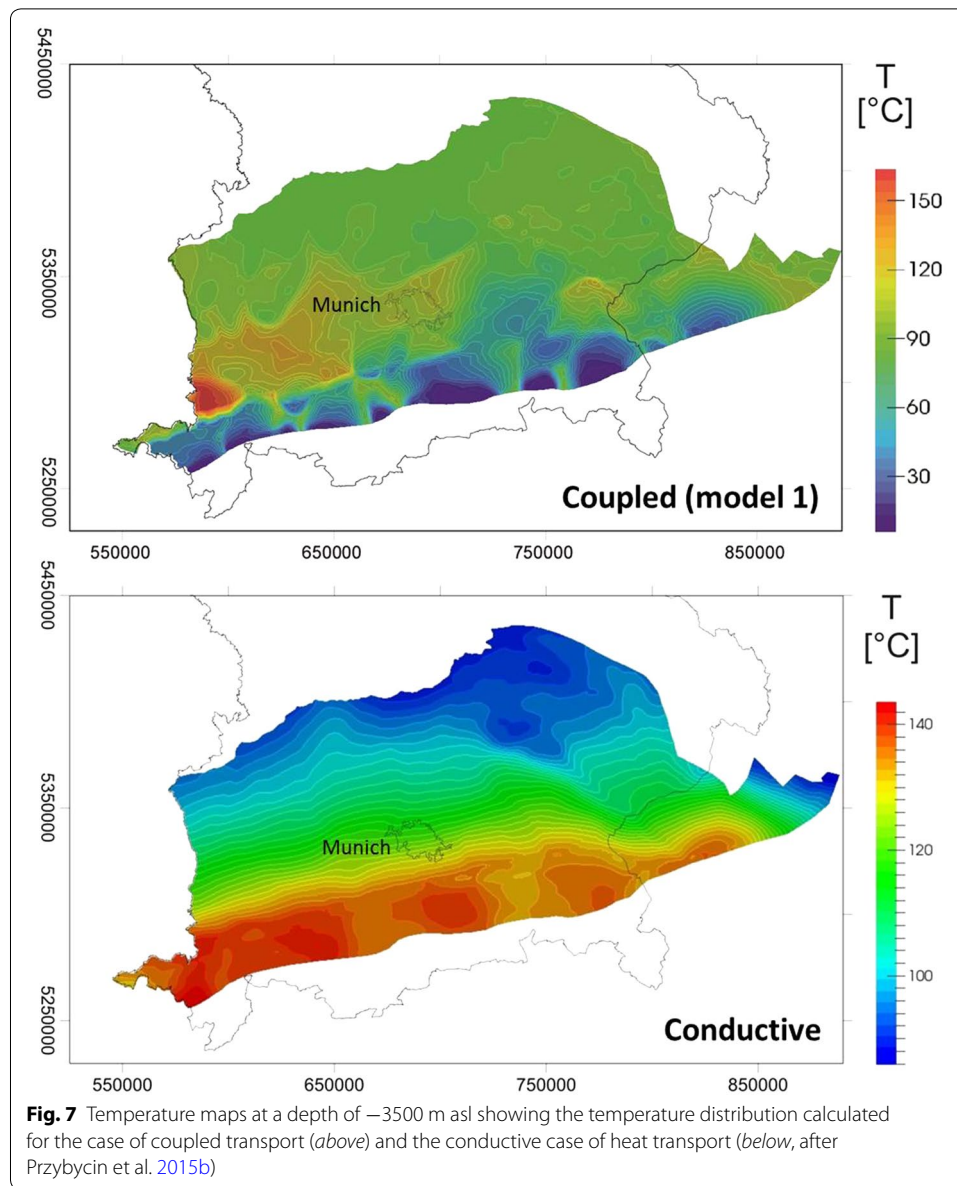 5450000
T
[°C]
150
120
5350000
Munich
90
60
30
5250000
Coupled (model 1)
550000
650000
750000
850000
5450000
T
[°C]
140
5350000
Munich
120
100
5250000
Conductive
5500000
6500000
7500000
850000
Fig. 7 Temperature maps at a depth of −3500 m asl showing the temperature distribution calculated
for the case of coupled transport (above) and the conductive case of heat transport (below, after
Przybycin et al. 2015b)